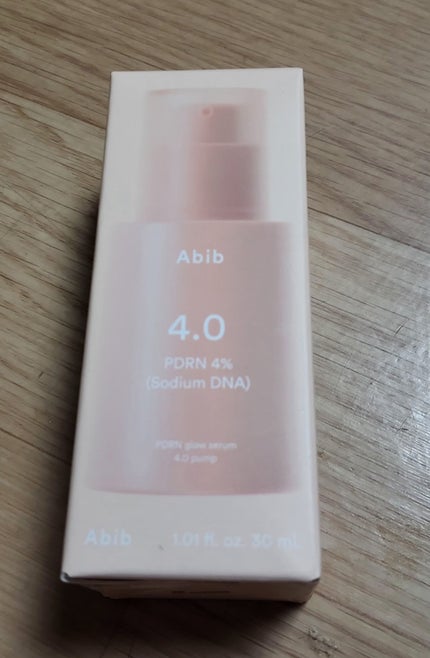 Abib
4.0
PDRN 4%
(Sodium DNA)
PDRN glow serum
4.0 pump
Abib 1.01 fl. oz. 30 mL